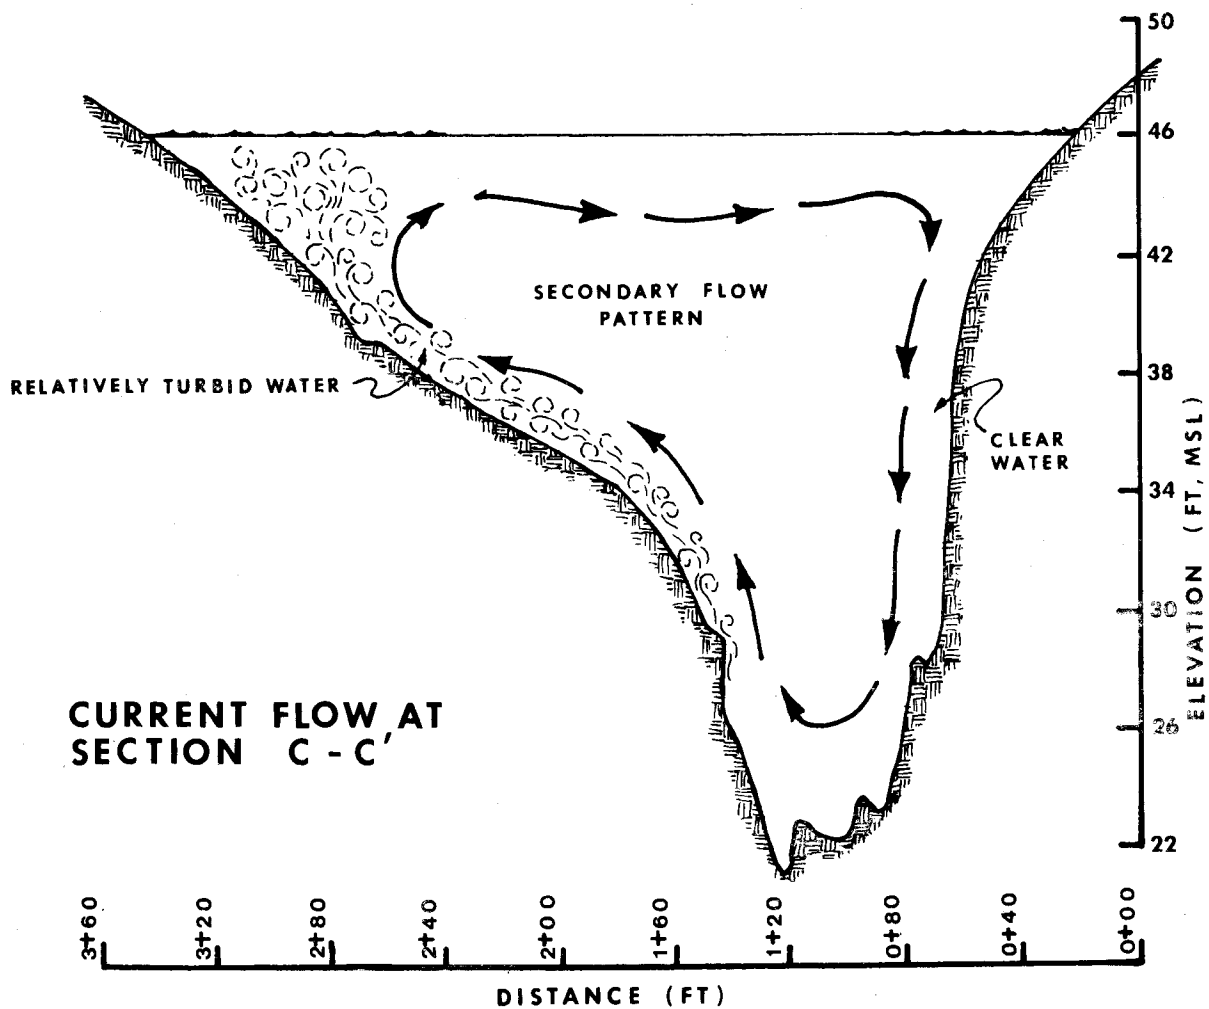 50
46
42
38
34
30
26
22
ELEVATION (FT, MSL)
SECONDARY FLOW
PATTERN
RELATIVELY TURBID WATER
CLEAR
WATER
CURRENT FLOW AT
SECTION C-C'
3+60
3+20
2+80
2+40
2+00
1+60
1+20
0+80
0+40
0+00
DISTANCE (FT)